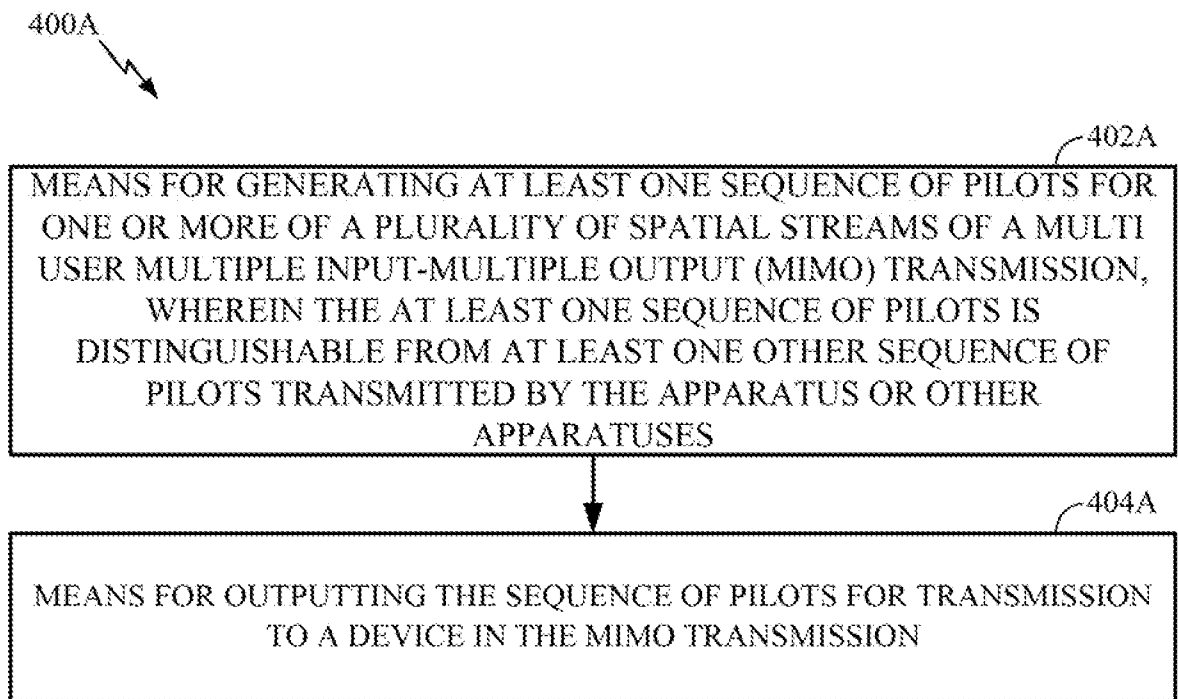 400A
402A
MEANS FOR GENERATING AT LEAST ONE SEQUENCE OF PILOTS FOR
ONE OR MORE OF A PLURALITY OF SPATIAL STREAMS OF A MULTI
USER MULTIPLE INPUT-MULTIPLE OUTPUT (MIMO) TRANSMISSION,
WHEREIN THE AT LEAST ONE SEQUENCE OF PILOTS IS
DISTINGUISHABLE FROM AT LEAST ONE OTHER SEQUENCE OF
PILOTS TRANSMITTED BY THE APPARATUS OR OTHER
APPARATUSES
404A
MEANS FOR OUTPUTTING THE SEQUENCE OF PILOTS FOR TRANSMISSION
TO A DEVICE IN THE MIMO TRANSMISSION